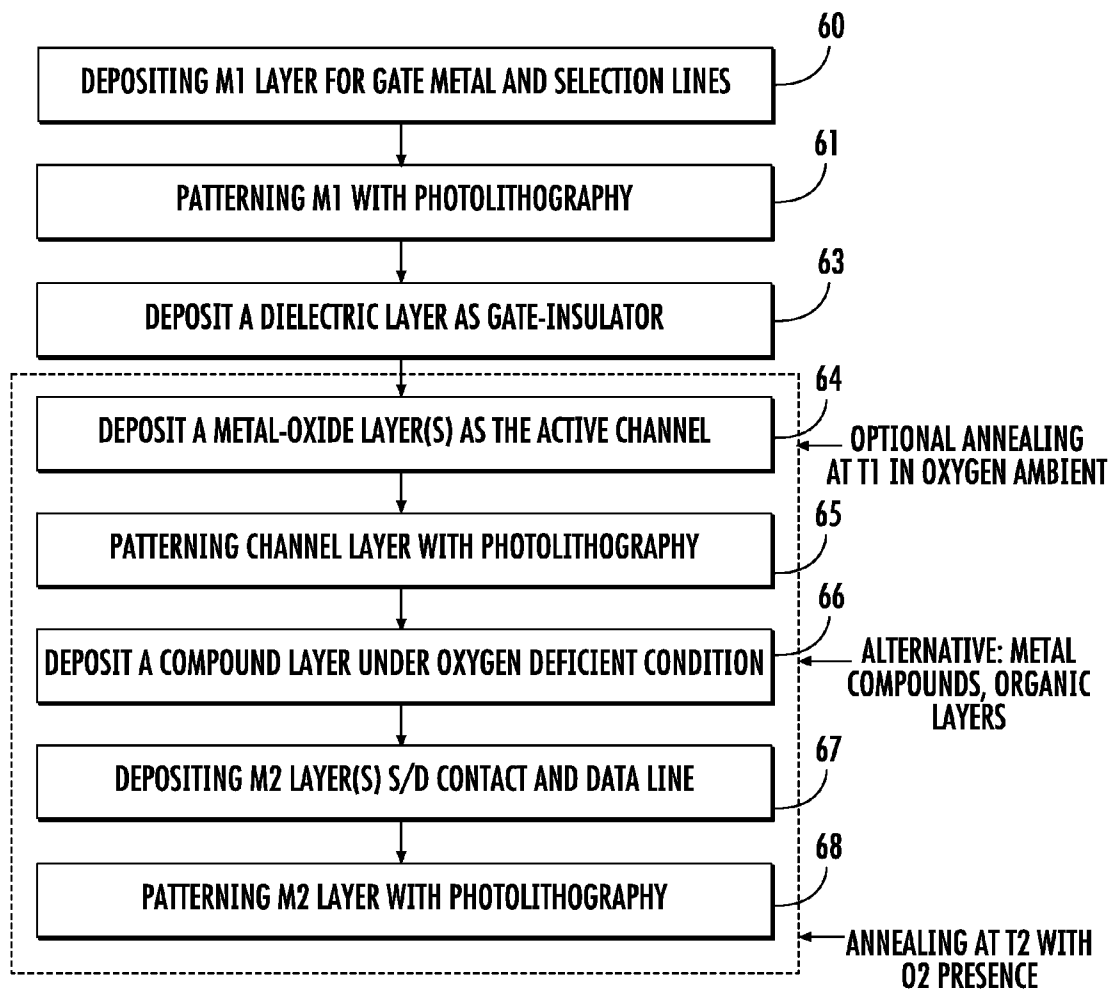 60
DEPOSITING M1 LAYER FOR GATE METAL AND SELECTION LINES
61
PATTERNING M1 WITH PHOTOLITHOGRAPHY
63
DEPOSIT A DIELECTRIC LAYER AS GATE-INSULATOR
64
DEPOSIT A METAL-OXIDE LAYER(S) AS THE ACTIVE CHANNEL
OPTIONAL ANNEALING
AT T1 IN OXYGEN AMBIENT
65
PATTERNING CHANNEL LAYER WITH PHOTOLITHOGRAPHY
66
DEPOSIT A COMPOUND LAYER UNDER OXYGEN DEFICIENT CONDITION
ALTERNATIVE: METAL
COMPOUNDS, ORGANIC
LAYERS
67
DEPOSITING M2 LAYER(S) S/D CONTACT AND DATA LINE
68
PATTERNING M2 LAYER WITH PHOTOLITHOGRAPHY
ANNEALING AT T2 WITH
O2 PRESENCE